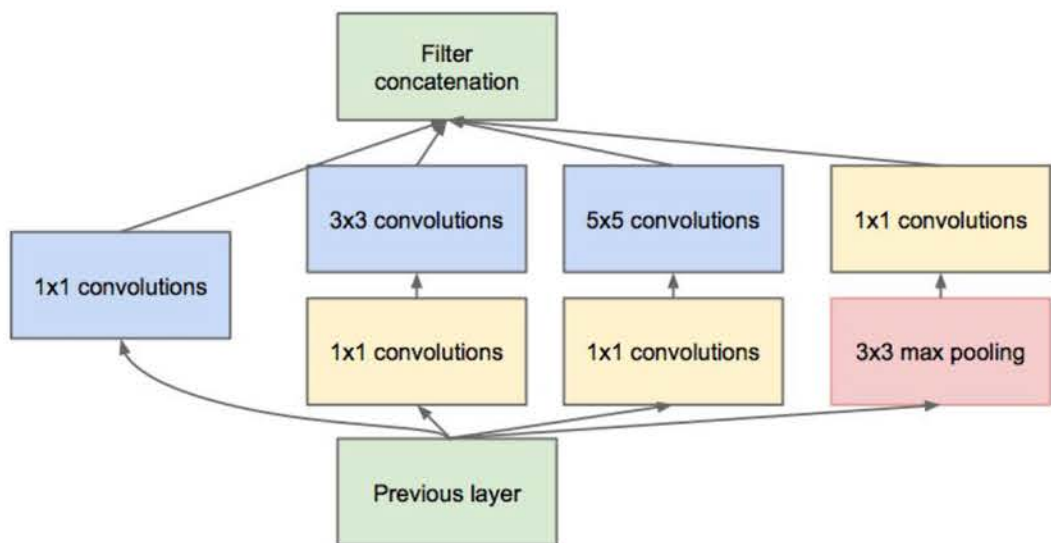 Filter
concatenation
3x3 convolutions
5x5 convolutions
1x1 convolutions
1x1 convolutions
1x1 convolutions
1x1 convolutions
3x3 max pooling
Previous layer